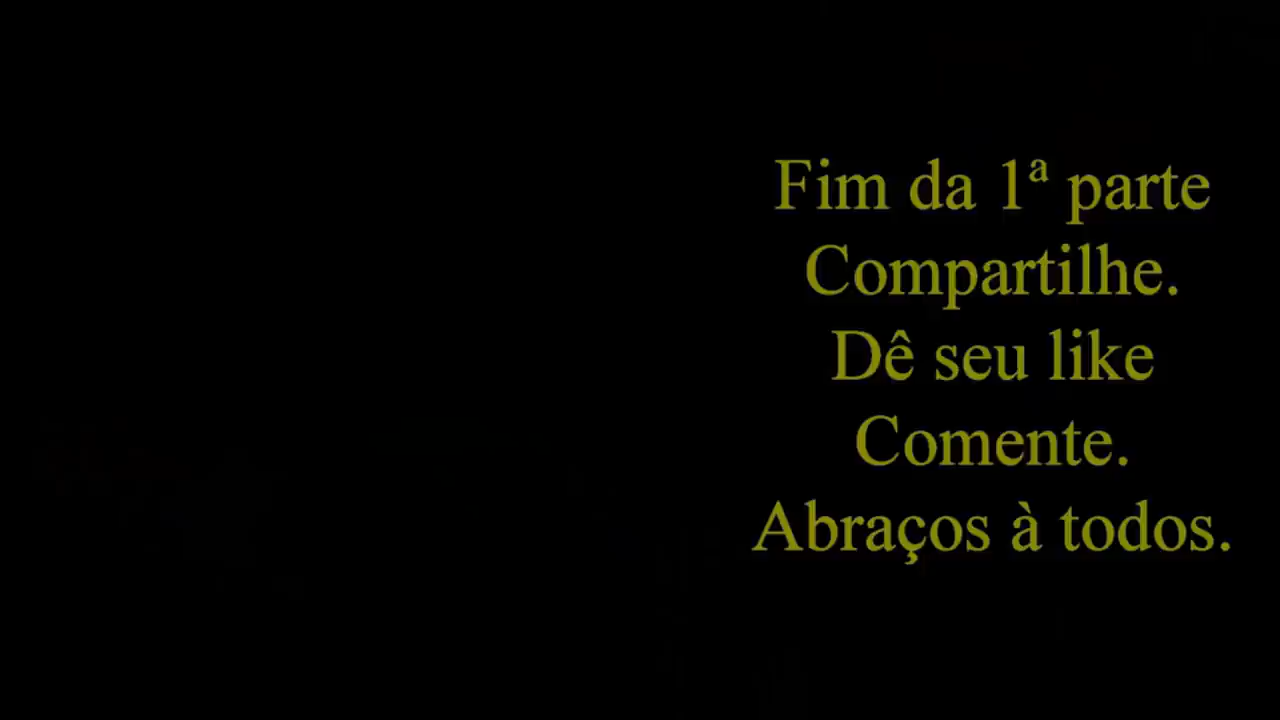 Fim da 1ª parte
Compartilhe.
Dê seu like
Comente.
Abraços à todos.